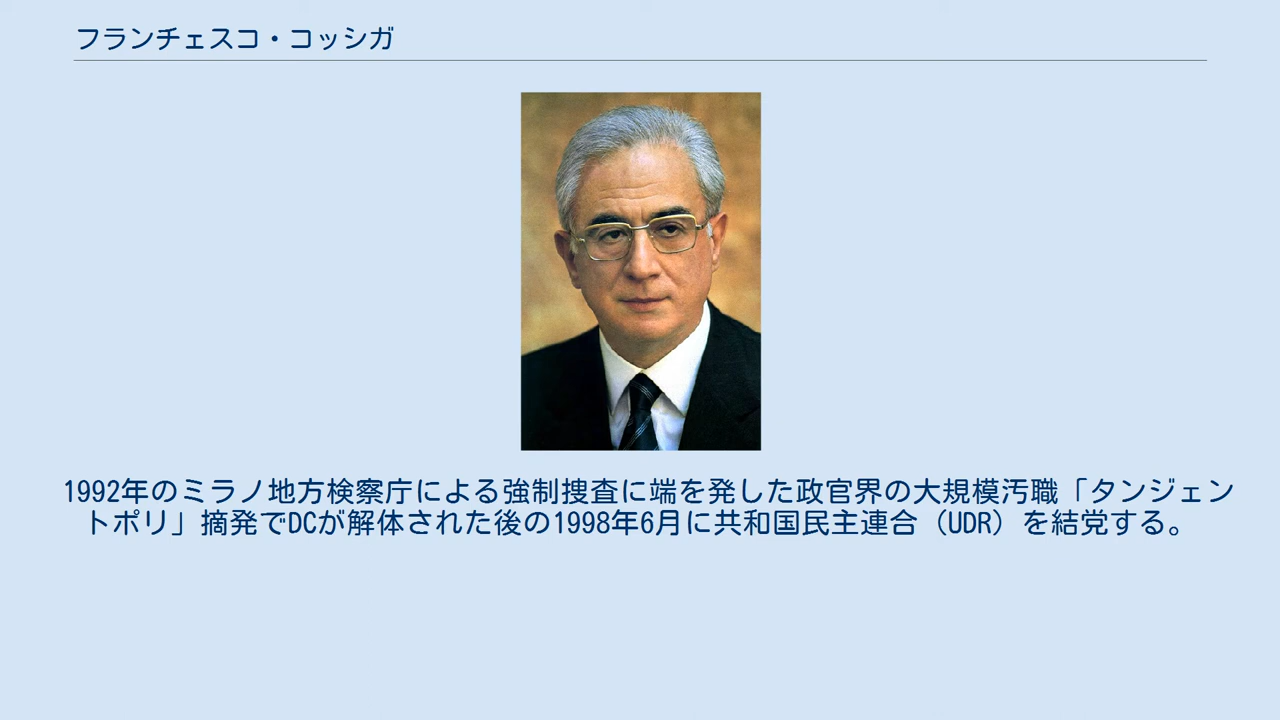 フランチェスコ・コッシガ
1992年のミラノ地方検察庁による強制捜査に端を発した政官界の大規模汚職「タンジェン
トポリ」摘発でDCが解体された後の1998年6月に共和国民主連合（UDR）を結党する。